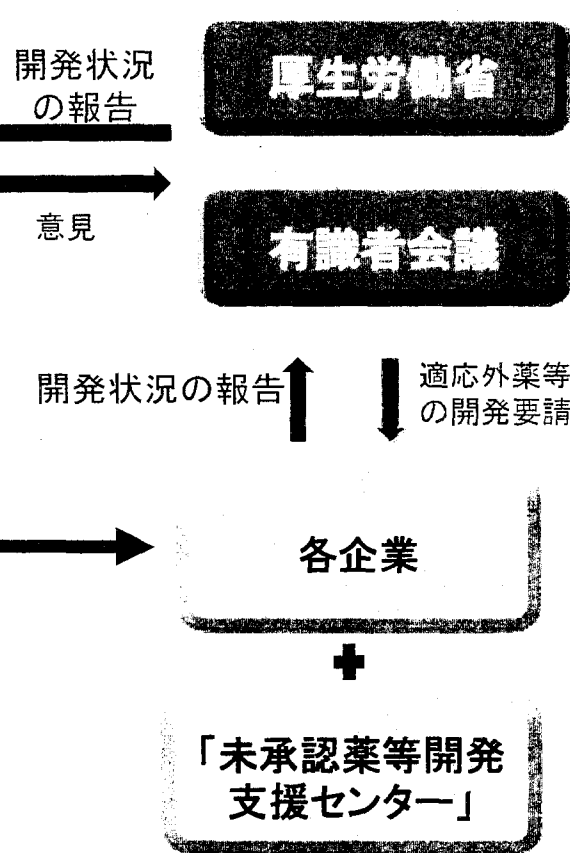 開発状況
の報告
厚生労働省
意見
有識者会議
開発状況の報告
適応外薬等
の開発要請
各企業
「未承認薬等開発
支援センター」